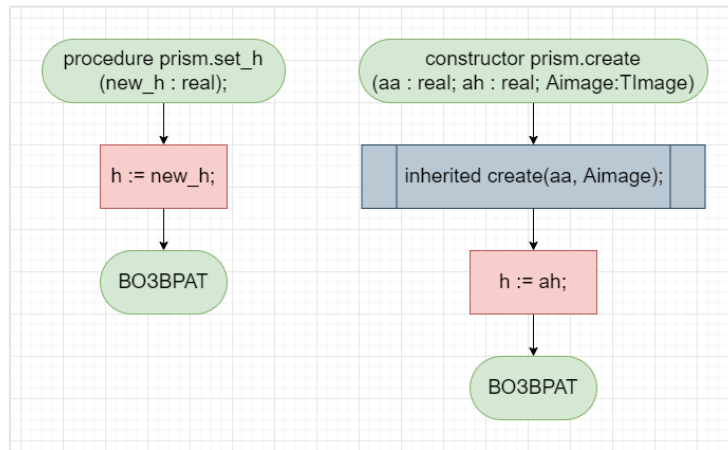 procedure prism.set_h
(new_h : real);
h := new_h;
ВОЗВРАТ
constructor prism.create
(aa : real; ah : real; Aimage:TImage)
inherited create(aa, Aimage);
h := ah;
ВОЗВРАТ